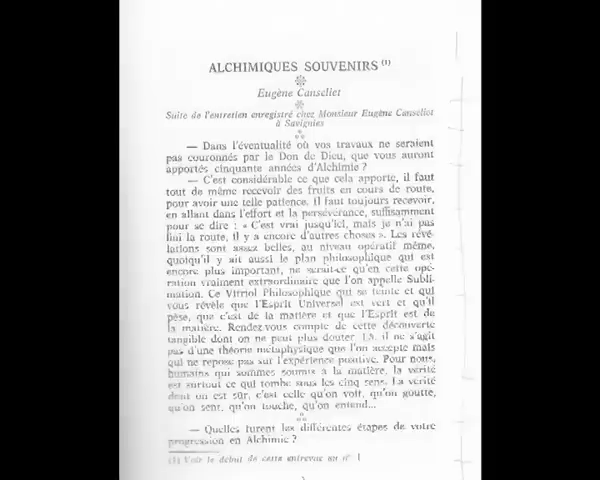 ALCHIMIQUES SOUVENIRS (1)
Eugène Canseliet
Suite de l'entretien enregistré chez Monsieur Eugène Canseliet
à Savignies
— Dans l'éventualité où vos travaux ne seraient
pas couronnés par le Don de Dieu, que vous auront
apportés cinquante années d'Alchimie ?
— C'est considérable ce que cela apporte, il faut
tout de même recevoir des fruits en cours de route,
pour avoir une telle patience. Il faut toujours recevoir,
en allant dans l'effort et la persévérance, suffisamment
pour se dire : « C'est vrai jusqu'ici, mais je n'ai pas
fini la route, il y a encore d'autres choses ». Les révé-
lations sont assez belles, au niveau opératif même,
quoiqu'il y ait aussi le plan philosophique qui est
encore plus important, ne serait-ce qu'en cette opé-
ration vraiment extraordinaire que l'on appelle Subli-
mation. Ce Vitriol Philosophique qui se teinte et qui
vous révèle que l'Esprit Universel est vert et qu'il
pèse, que c'est de la matière et que l'Esprit est de
la matière. Rendez-vous compte de cette découverte
tangible dont on ne peut plus douter. Là, il ne s'agit
pas d'une théorie métaphysique que l'on accepte mais
qui ne repose pas sur l'expérience positive. Pour nous,
humains qui sommes soumis à la matière, la vérité
est surtout ce qui tombe sous les cinq sens. La vérité
dont on est sûr, c'est celle qu'on voit, qu'on goutte,
qu'on sent, qu'on touche, qu'on entend...
— Quelles furent les différentes étapes de votre
progression en Alchimie ?
(1) Voir le début de cette entrevue au n° 1